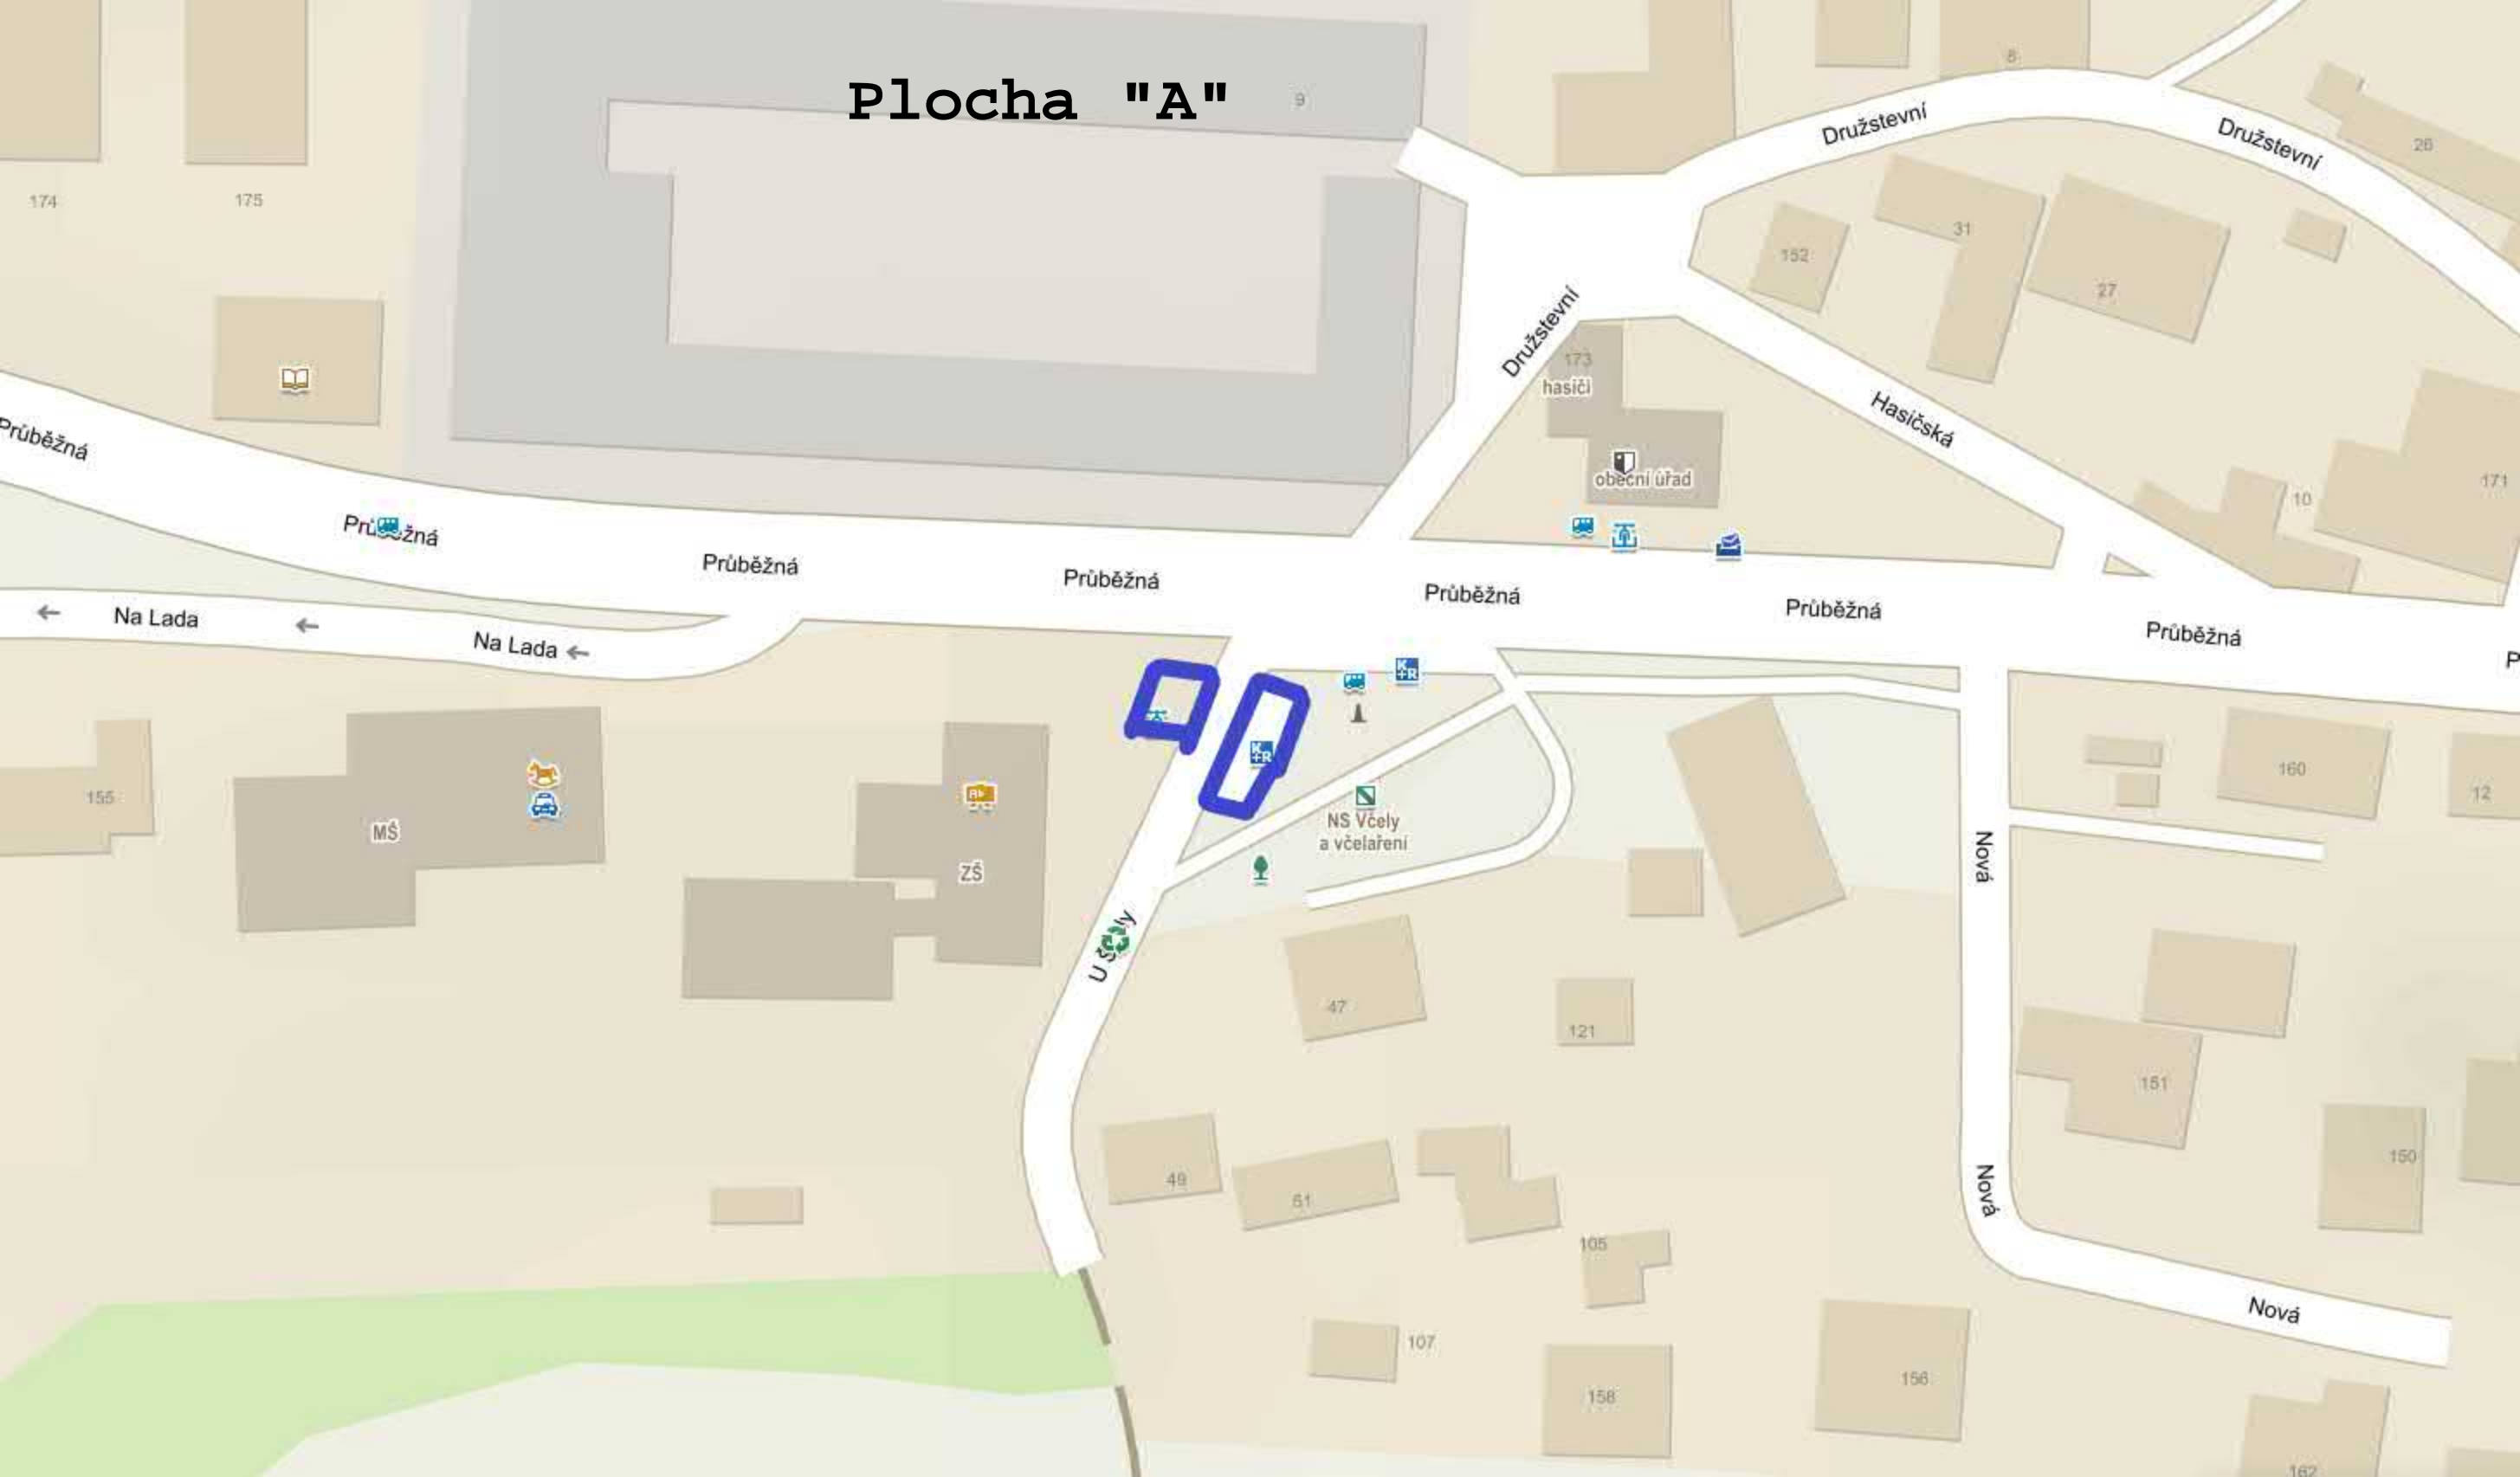 Plocha "A"
9
8
Družstevní
Družstevní
26
174
175
31
152
27
Družstevní
173
hasiči
Hasičská
obecní úřad
171
10
Průběžná
Průběžná
Průběžná
Průběžná
Průběžná
Průběžná
Průběžná
P
Na Lada
Na Lada
K
+R
K
+R
155
MŠ
ZŠ
NS Včely
a včelaření
160
12
Nová
U školy
47
121
151
150
49
51
Nová
105
Nová
107
156
158
162